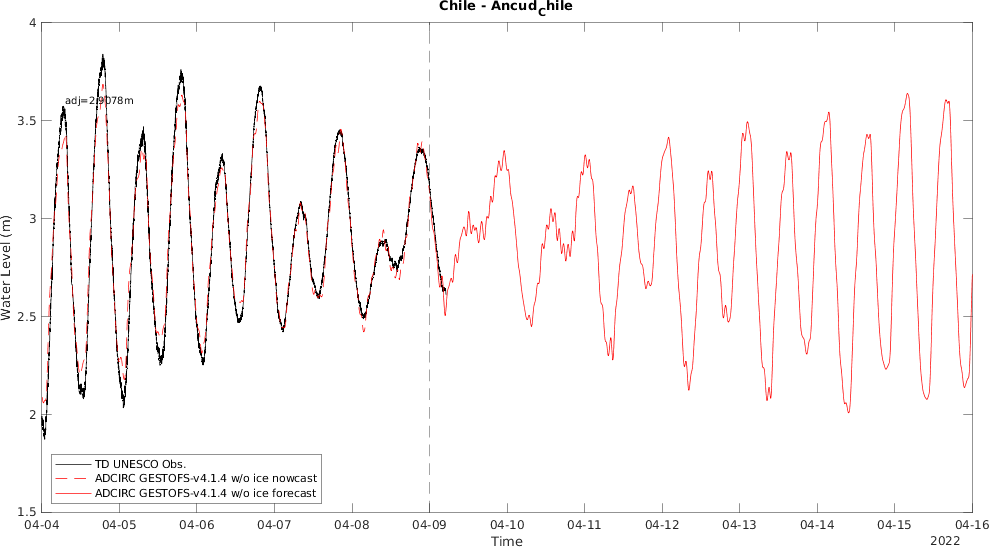 Chile - Ancud_Chile
4
3.5
3
2.5
2
1.5
Water Level (m)
adj=2.9078m
TD UNESCO Obs.
ADCIRC GESTOFS-v4.1.4 w/o ice nowcast
ADCIRC GESTOFS-v4.1.4 w/o ice forecast
04-04 04-05 04-06 04-07 04-08 04-09 04-10 04-11 04-12 04-13 04-14 04-15 04-16
Time
2022